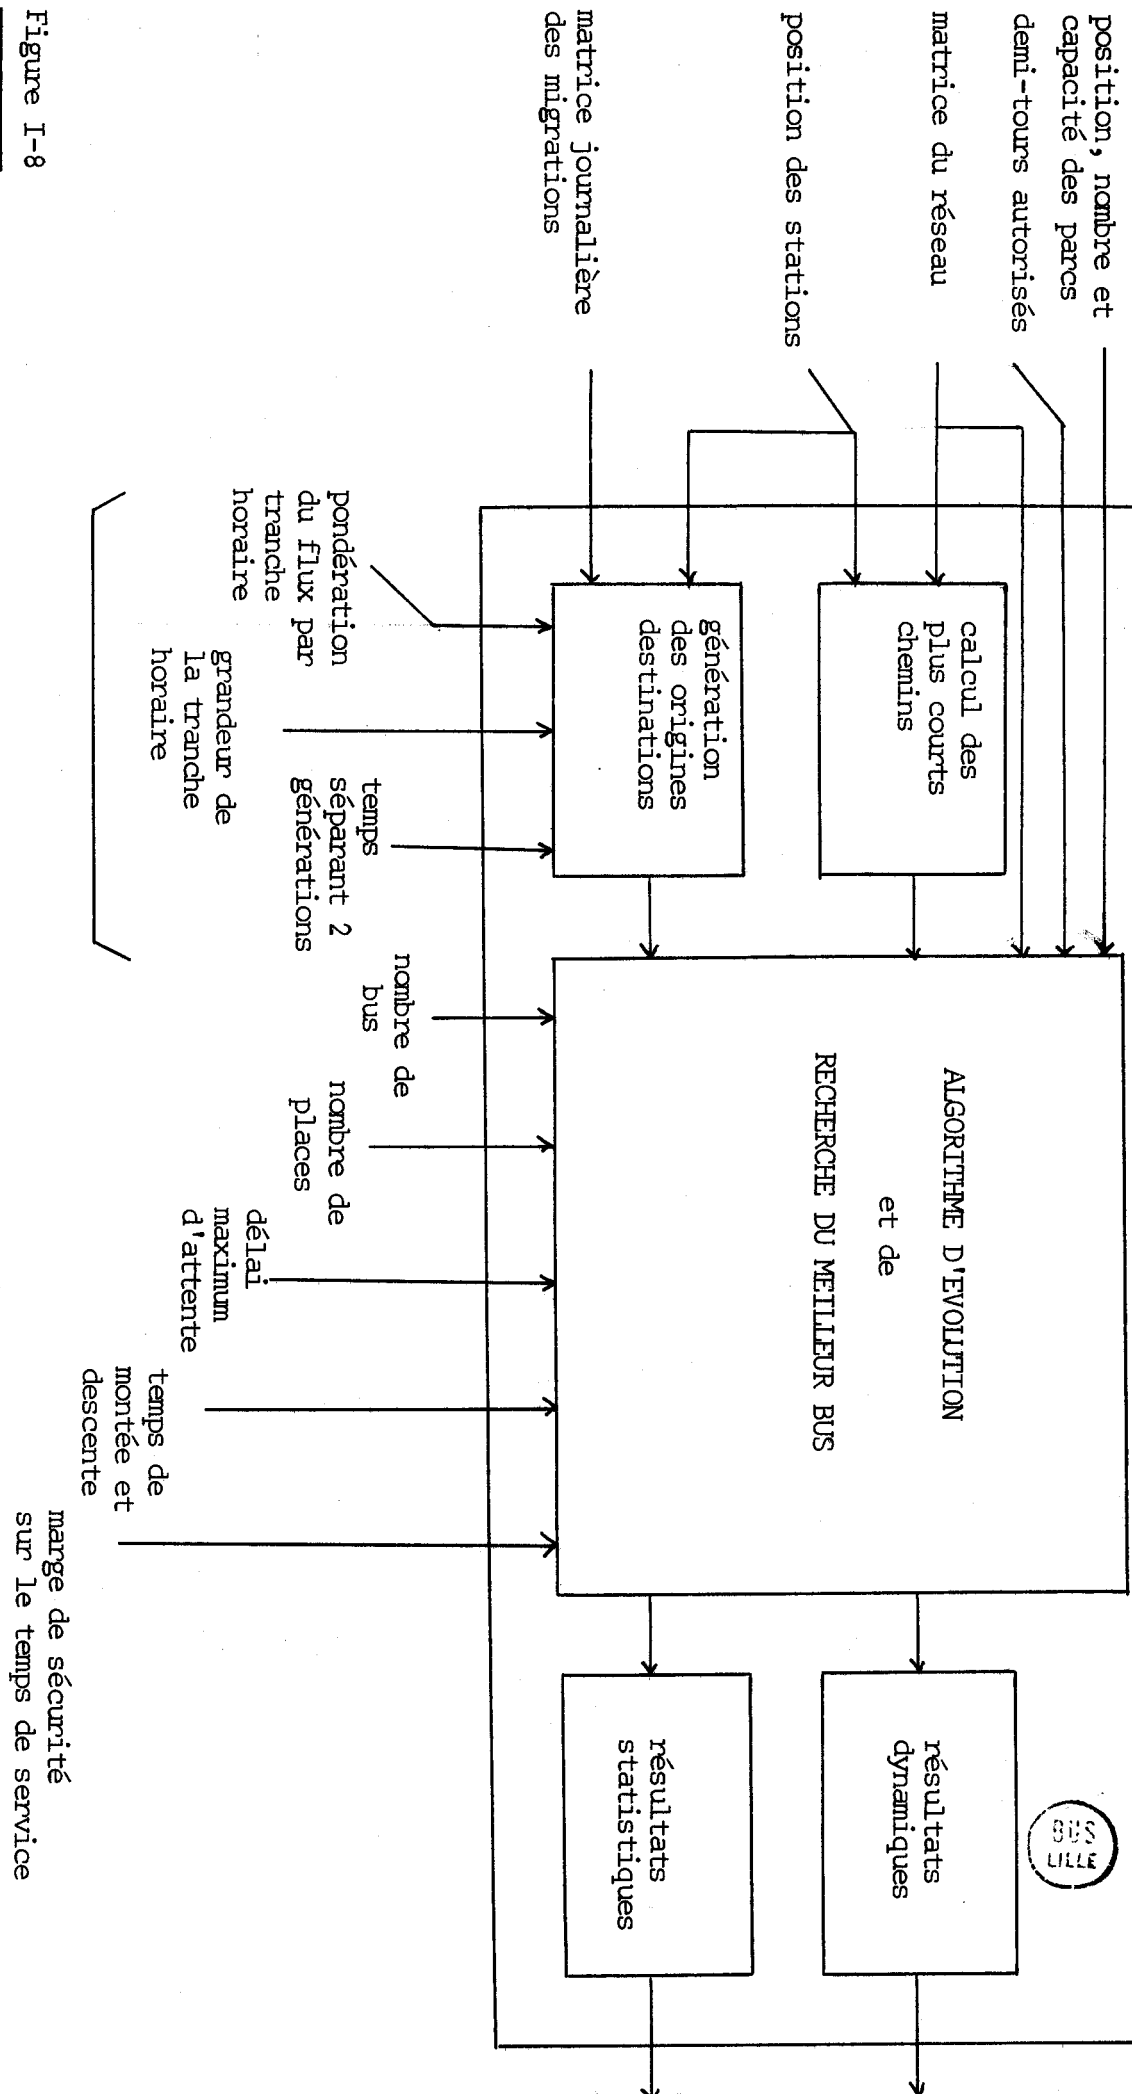 position, nombre et
capacité des parcs
demi-tours autorisés
matrice du réseau
position des stations
matrice journalière
des migrations
calcul des
plus courts
chemins
génération
des origines
destinations
ALGORITHME D'EVOLUTION
et de
RECHERCHE DU MEILLEUR BUS
résultats
dynamiques
résultats
statistiques
BUS
LILLE
pondération
du flux par
tranche
horaire
grandeur de
la tranche
horaire
temps
séparant 2
générations
nombre de
bus
nombre de
places
délai
maximum
d'attente
temps de
montée et
descente
marge de sécurité
sur le temps de service
Figure I-8